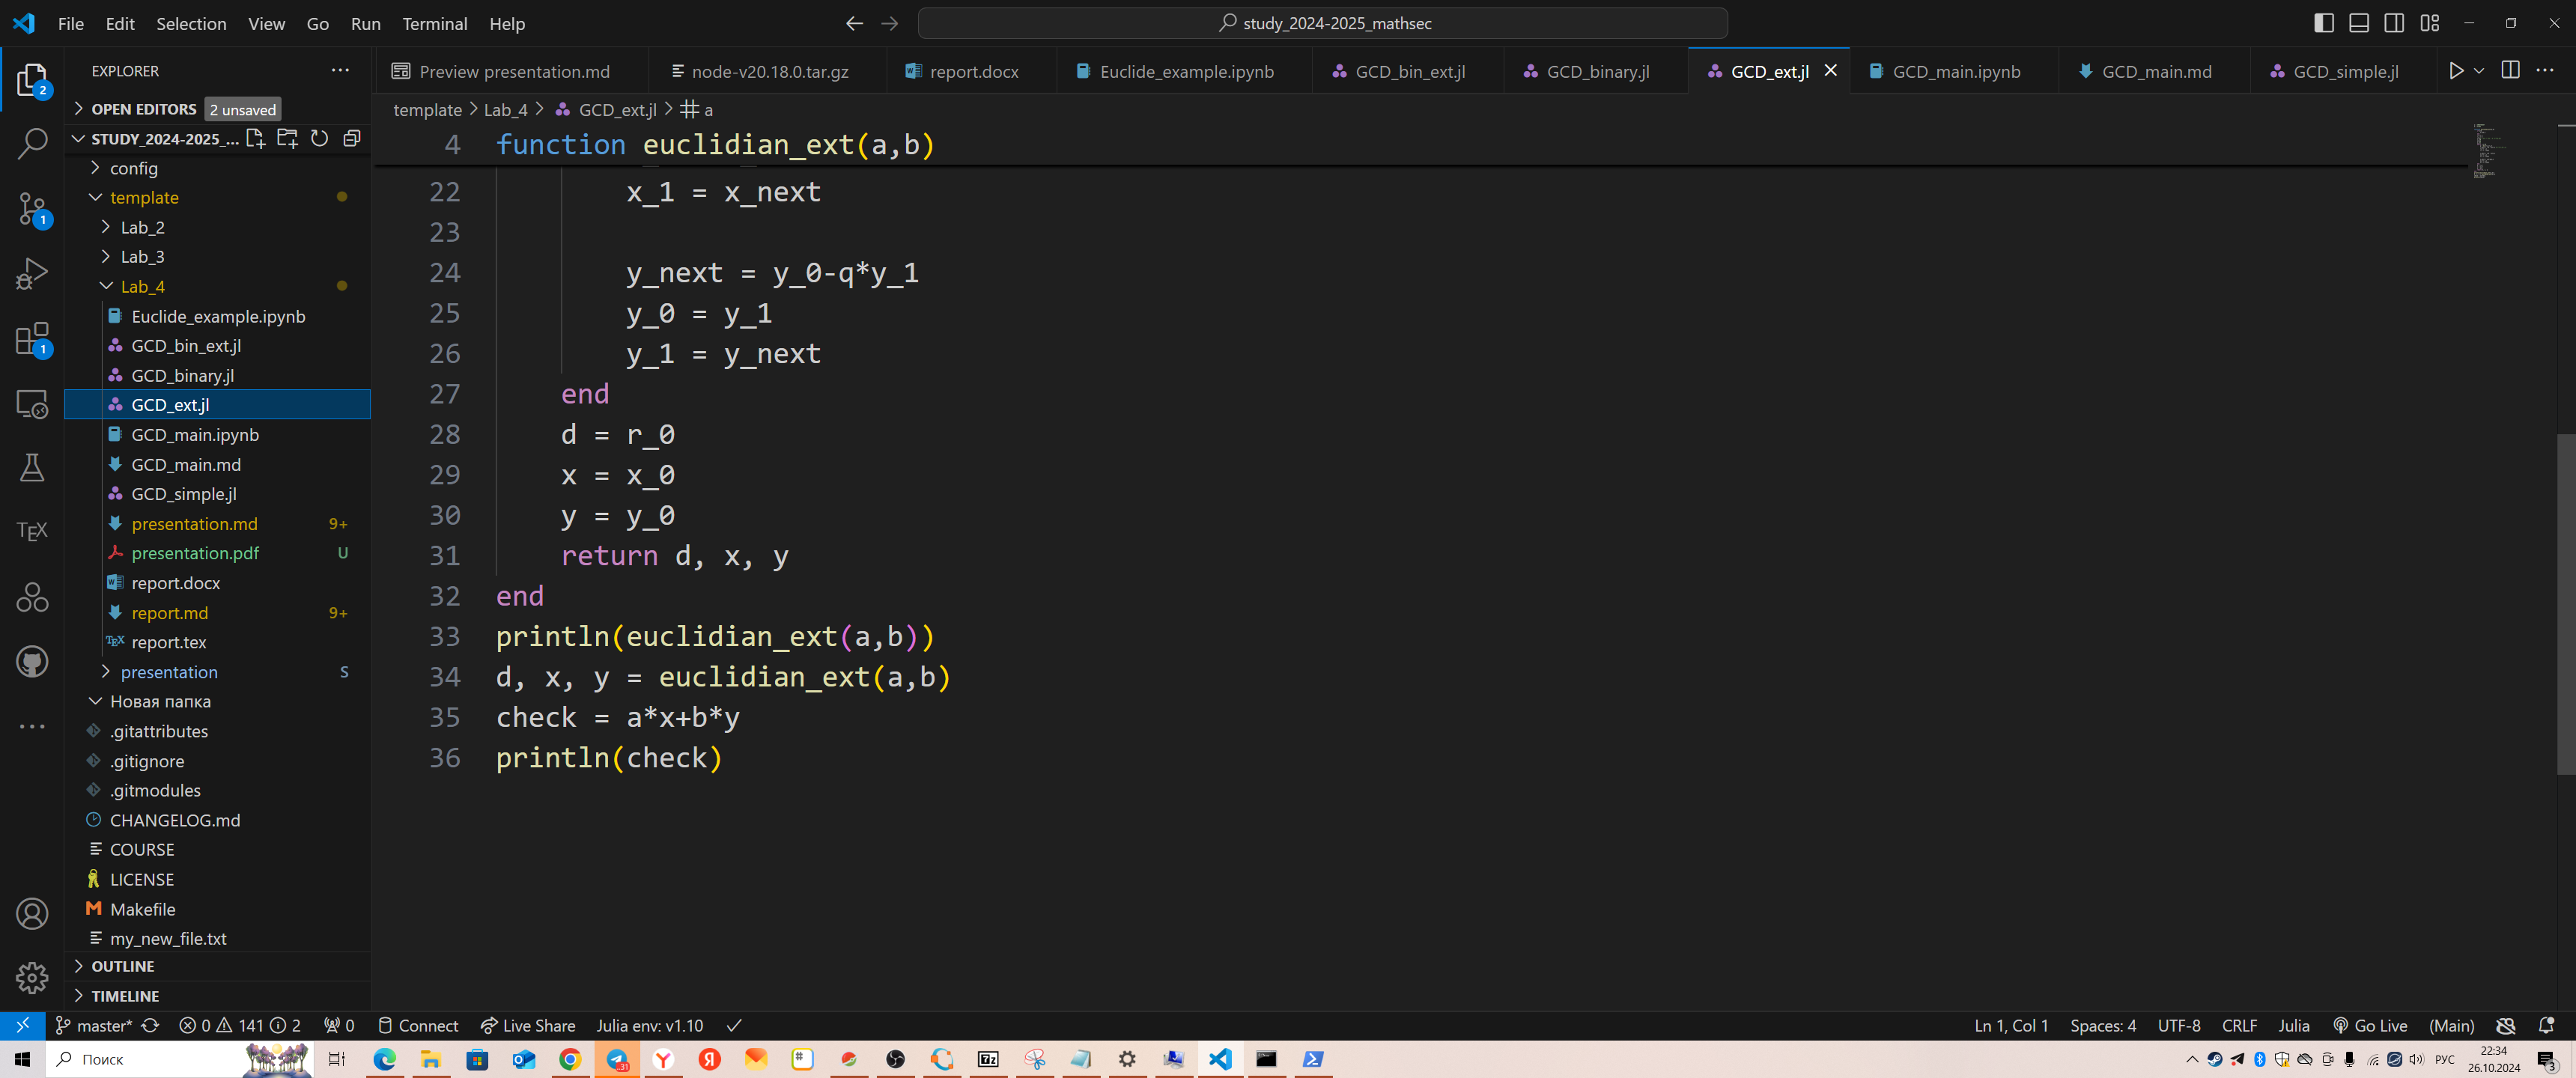 File Edit Selection View Go Run Terminal Help
study_2024-2025_mathsec
EXPLORER
Preview presentation.md
node-v20.18.0.tar.gz
report.docx
Euclide_example.ipynb
GCD_bin_ext.jl
GCD_binary.jl
GCD_ext.jl
GCD_main.ipynb
GCD_main.md
GCD_simple.jl
OPEN EDITORS 2 unsaved
STUDY_2024-2025_...
config
template
Lab_2
Lab_3
Lab_4
Euclide_example.ipynb
GCD_bin_ext.jl
GCD_binary.jl
GCD_ext.jl
GCD_main.ipynb
GCD_main.md
GCD_simple.jl
presentation.md 9+
presentation.pdf U
report.docx
report.md 9+
report.tex
presentation S
Новая папка
.gitattributes
.gitignore
.gitmodules
CHANGELOG.md
COURSE
LICENSE
Makefile
my_new_file.txt
OUTLINE
TIMELINE
2
1
1
TEX
template > Lab_4 > GCD_ext.jl > a
4 function euclidian_ext(a,b)
22 x_1 = x_next
23
24 y_next = y_0-q*y_1
25 y_0 = y_1
26 y_1 = y_next
27 end
28 d = r_0
29 x = x_0
30 y = y_0
31 return d, x, y
32 end
33 println(euclidian_ext(a,b))
34 d, x, y = euclidian_ext(a,b)
35 check = a*x+b*y
36 println(check)
master* 0 141 2 0 Connect Live Share Julia env: v1.10
Ln 1, Col 1 Spaces: 4 UTF-8 CRLF Julia Go Live (Main)
Поиск
РУС
22:34
26.10.2024
3